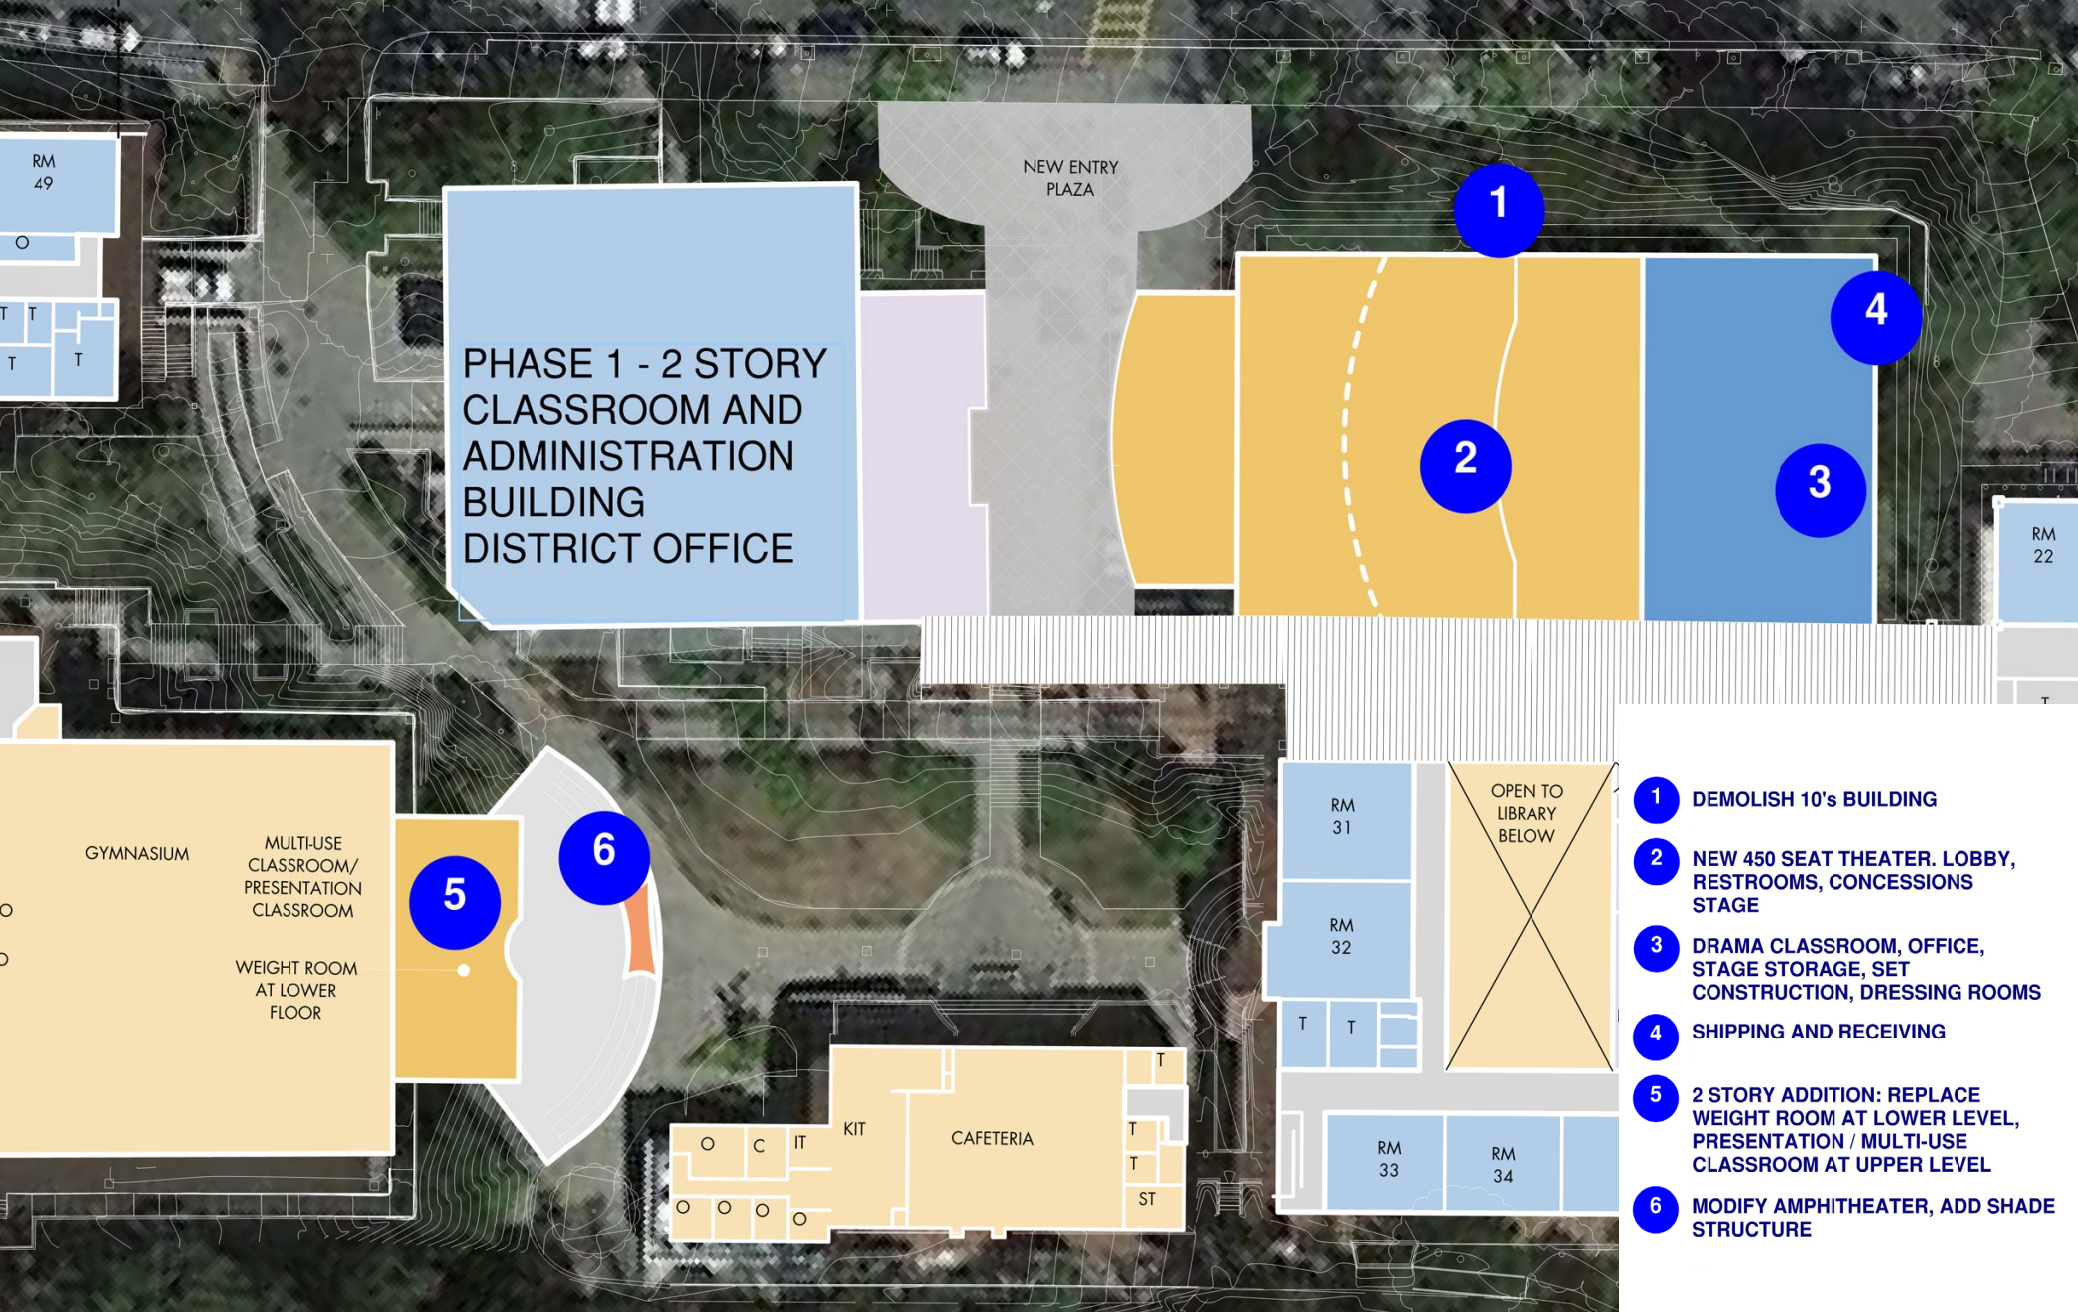 RM
49
O
T T
T
T
NEW ENTRY
PLAZA
PHASE 1 - 2 STORY
CLASSROOM AND
ADMINISTRATION
BUILDING
DISTRICT OFFICE
1
2
3
4
RM
22
T
GYMNASIUM
MULTI-USE
CLASSROOM/
PRESENTATION
CLASSROOM
WEIGHT ROOM
AT LOWER
FLOOR
O
O
5
6
O
C
IT
KIT
CAFETERIA
O
O
O
O
T
T
T
ST
RM
31
RM
32
T
T
OPEN TO
LIBRARY
BELOW
RM
33
RM
34
1 DEMOLISH 10's BUILDING
2 NEW 450 SEAT THEATER. LOBBY,
RESTROOMS, CONCESSIONS
STAGE
3 DRAMA CLASSROOM, OFFICE,
STAGE STORAGE, SET
CONSTRUCTION, DRESSING ROOMS
4 SHIPPING AND RECEIVING
5 2 STORY ADDITION: REPLACE
WEIGHT ROOM AT LOWER LEVEL,
PRESENTATION / MULTI-USE
CLASSROOM AT UPPER LEVEL
6 MODIFY AMPHITHEATER, ADD SHADE
STRUCTURE